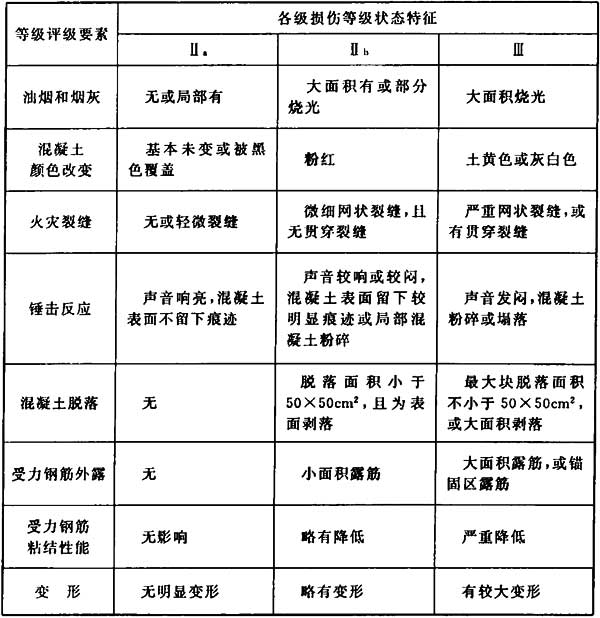 等级评级要素
各级损伤等级状态特征
Ⅱa
Ⅱb
Ⅲ
油烟和烟灰
无或局部有
大面积有或部分
烧光
大面积烧光
混凝土
颜色改变
基本未变或被黑
色覆盖
粉红
土黄色或灰白色
火灾裂缝
无或轻微裂缝
微细网状裂缝,且
无贯穿裂缝
严重网状裂缝,或
有贯穿裂缝
锤击反应
声音响亮,混凝土
表面不留下痕迹
声音较响或较闷,
混凝土表面留下较
明显痕迹或局部混
凝土粉碎
声音发闷,混凝土
粉碎或塌落
混凝土脱落
无
脱落面积小于
50×50cm²,且为表
面剥落
最大块脱落面积
不小于50×50cm²,
或大面积剥落
受力钢筋外露
无
小面积露筋
大面积露筋,或锚
固区露筋
受力钢筋
粘结性能
无影响
略有降低
严重降低
变形
无明显变形
略有变形
有较大变形